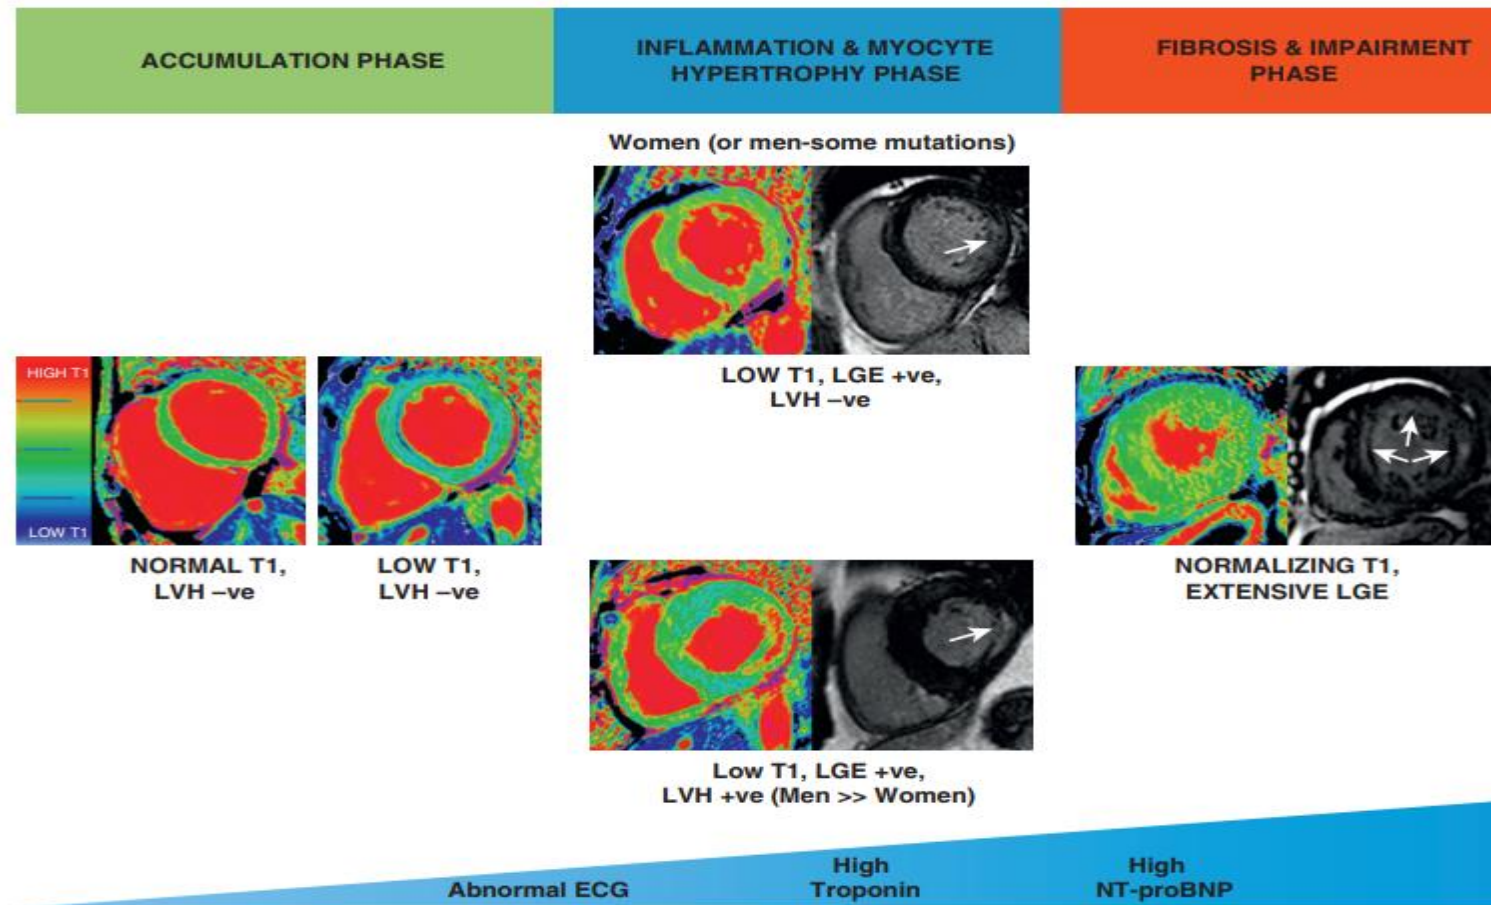 ACCUMULATION PHASE
INFLAMMATION & MYOCYTE
HYPERTROPHY PHASE
FIBROSIS & IMPAIRMENT
PHASE
Women (or men-some mutations)
LOW T1, LGE +ve,
LVH –ve
HIGH T1
LOW T1
NORMAL T1,
LVH –ve
LOW T1,
LVH –ve
NORMALIZING T1,
EXTENSIVE LGE
Low T1, LGE +ve,
LVH +ve (Men >> Women)
Abnormal ECG
High
Troponin
High
NT-proBNP